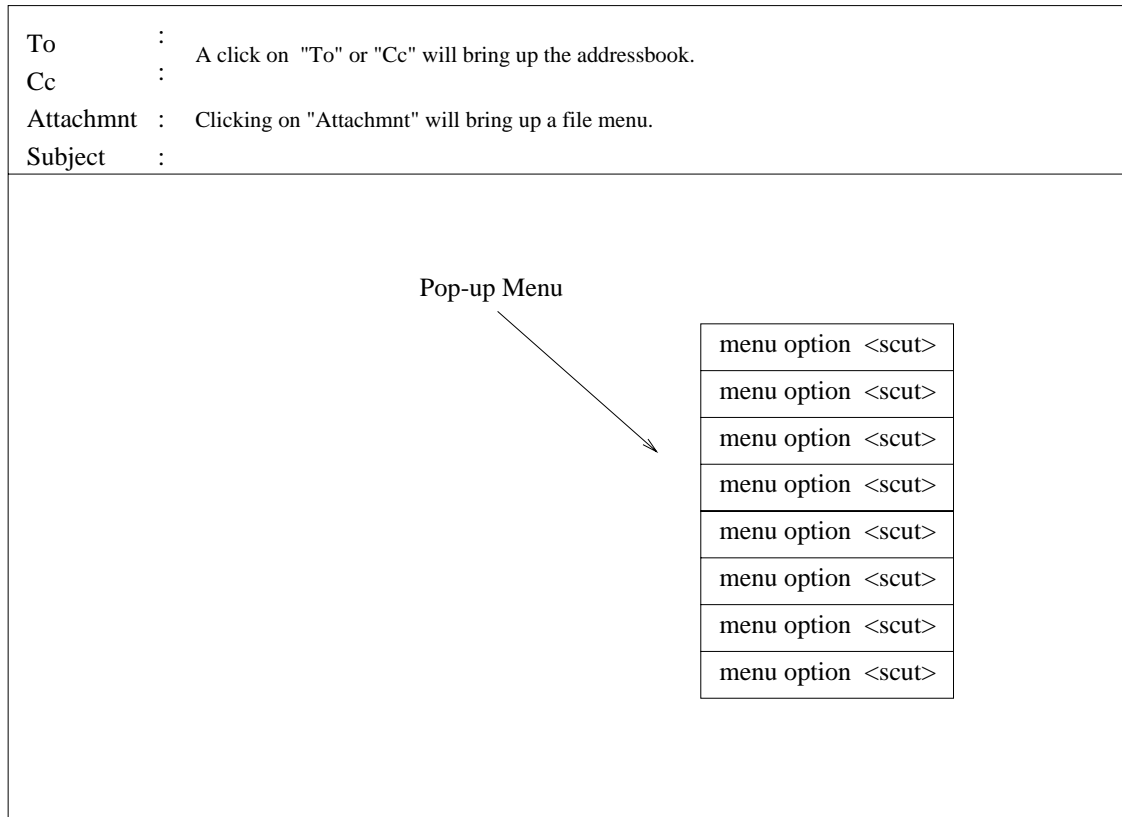 To :
A click on "To" or "Cc" will bring up the addressbook.
Cc :
Attachmnt : Clicking on "Attachmnt" will bring up a file menu.
Subject :
Pop-up Menu
menu option <scut>
menu option <scut>
menu option <scut>
menu option <scut>
menu option <scut>
menu option <scut>
menu option <scut>
menu option <scut>